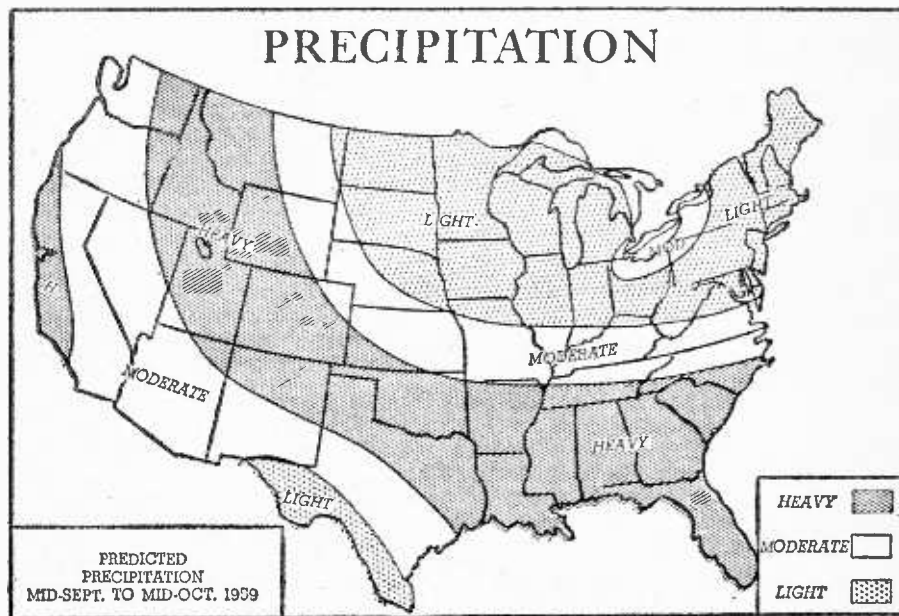 PRECIPITATION
HEAVY
LIGHT.
MOD
LIGHT
H
MODERATE
MODERATE
HEAVY
LIGHT
PREDICTED
PRECIPITATION
MID-SEPT. TO MID-OCT. 1959
HEAVY
MODERATE
LIGHT